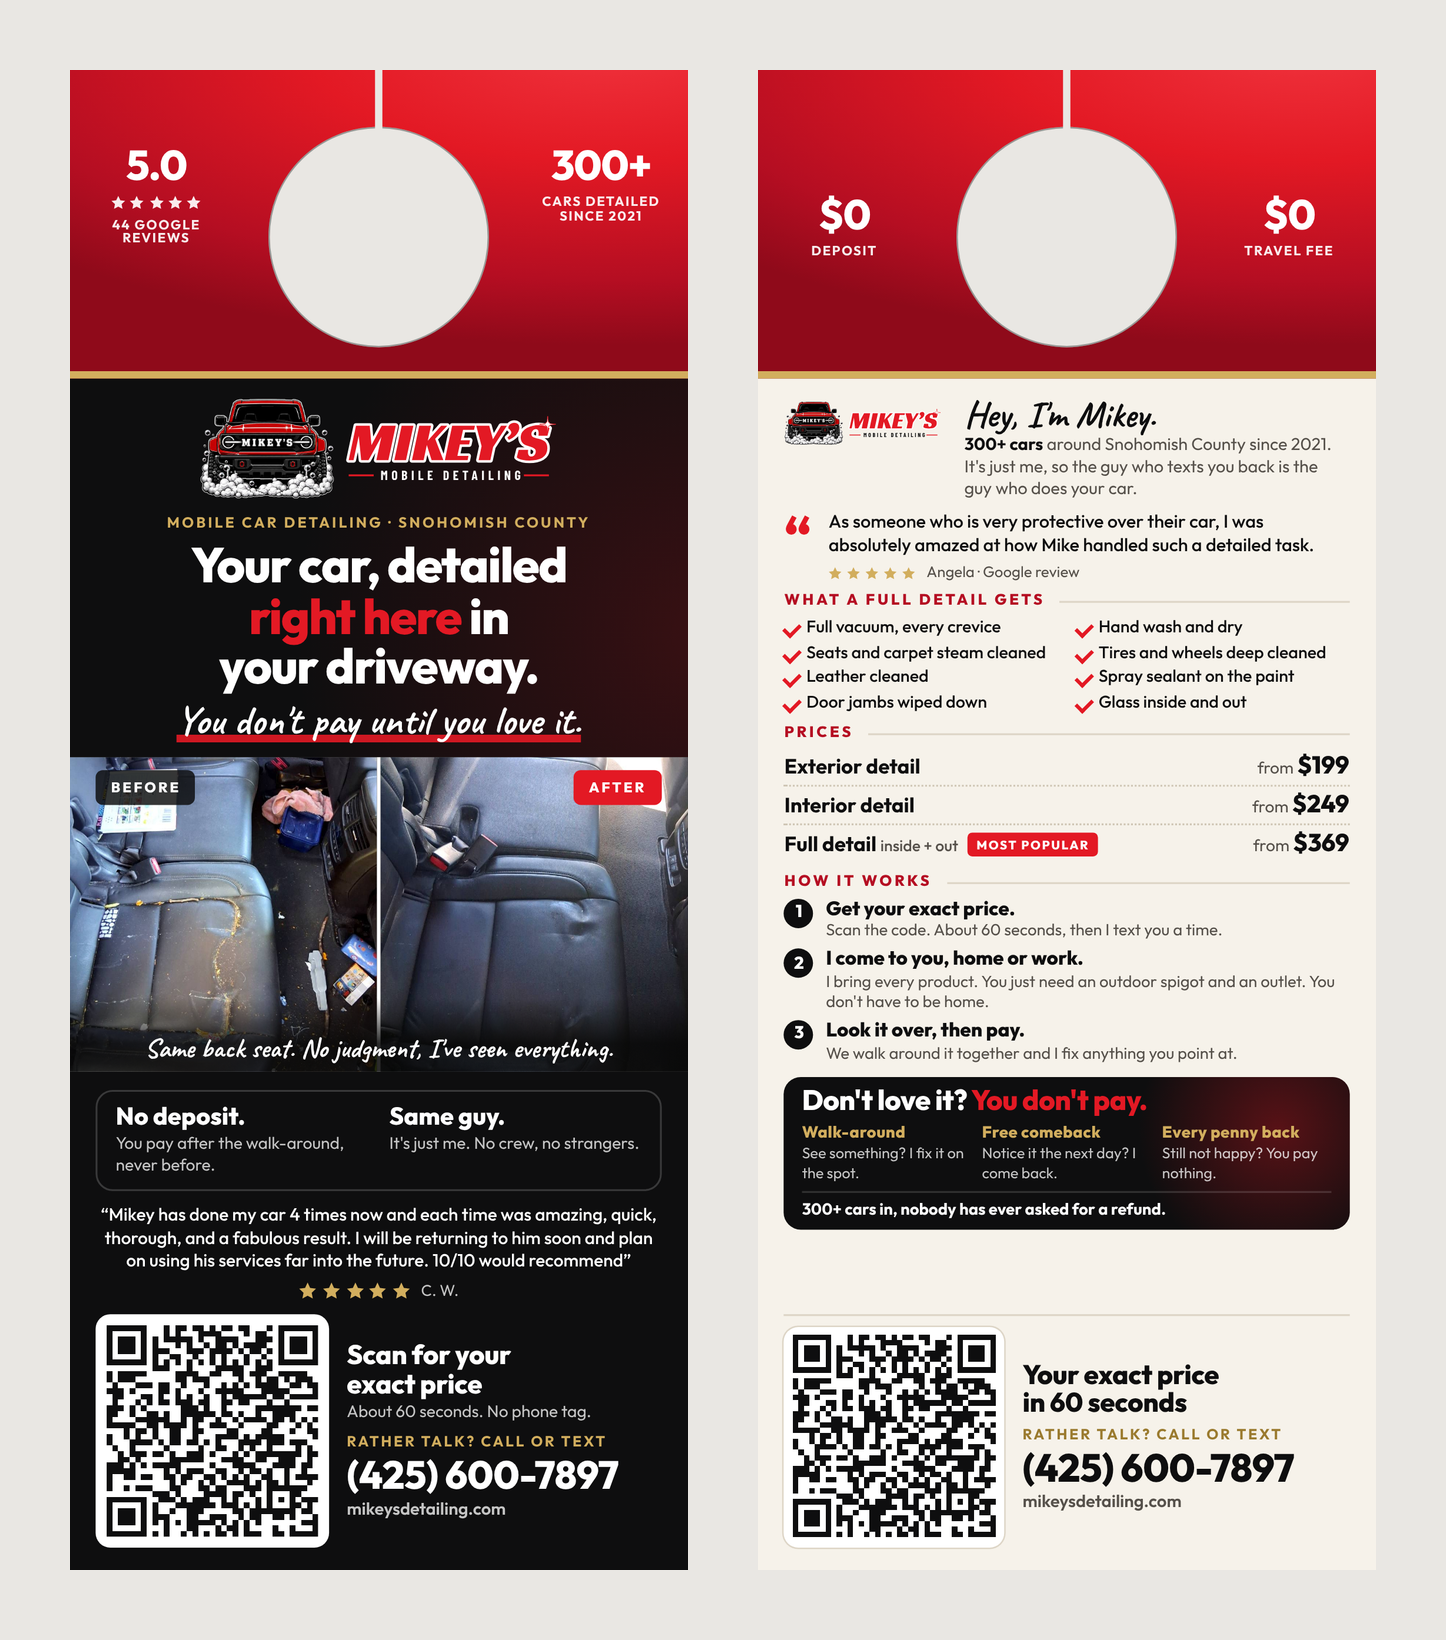 5.0
44 GOOGLE
REVIEWS
300+
CARS DETAILED
SINCE 2021
MIKEY'S
MIKEY'S
MOBILE DETAILING
MOBILE CAR DETAILING · SNOHOMISH COUNTY
Your car, detailed
right here in
your driveway.
You don't pay until you love it.
BEFORE
AFTER
Same back seat. No judgment, I've seen everything.
No deposit.
You pay after the walk-around,
never before.
Same guy.
It's just me. No crew, no strangers.
“Mikey has done my car 4 times now and each time was amazing, quick,
thorough, and a fabulous result. I will be returning to him soon and plan
on using his services far into the future. 10/10 would recommend”
C. W.
Scan for your
exact price
About 60 seconds. No phone tag.
RATHER TALK? CALL OR TEXT
(425) 600-7897
mikeysdetailing.com
$0
DEPOSIT
$0
TRAVEL FEE
MIKEY'S
MIKEY'S
MOBILE DETAILING
Hey, I'm Mikey.
300+ cars around Snohomish County since 2021.
It's just me, so the guy who texts you back is the
guy who does your car.
“ As someone who is very protective over their car, I was
absolutely amazed at how Mike handled such a detailed task.
Angela · Google review
WHAT A FULL DETAIL GETS
Full vacuum, every crevice
Seats and carpet steam cleaned
Leather cleaned
Door jambs wiped down
Hand wash and dry
Tires and wheels deep cleaned
Spray sealant on the paint
Glass inside and out
PRICES
Exterior detail from $199
Interior detail from $249
Full detail inside + out MOST POPULAR from $369
HOW IT WORKS
1 Get your exact price.
Scan the code. About 60 seconds, then I text you a time.
2 I come to you, home or work.
I bring every product. You just need an outdoor spigot and an outlet. You
don't have to be home.
3 Look it over, then pay.
We walk around it together and I fix anything you point at.
Don't love it? You don't pay.
Walk-around
See something? I fix it on
the spot.
Free comeback
Notice it the next day? I
come back.
Every penny back
Still not happy? You pay
nothing.
300+ cars in, nobody has ever asked for a refund.
Your exact price
in 60 seconds
RATHER TALK? CALL OR TEXT
(425) 600-7897
mikeysdetailing.com